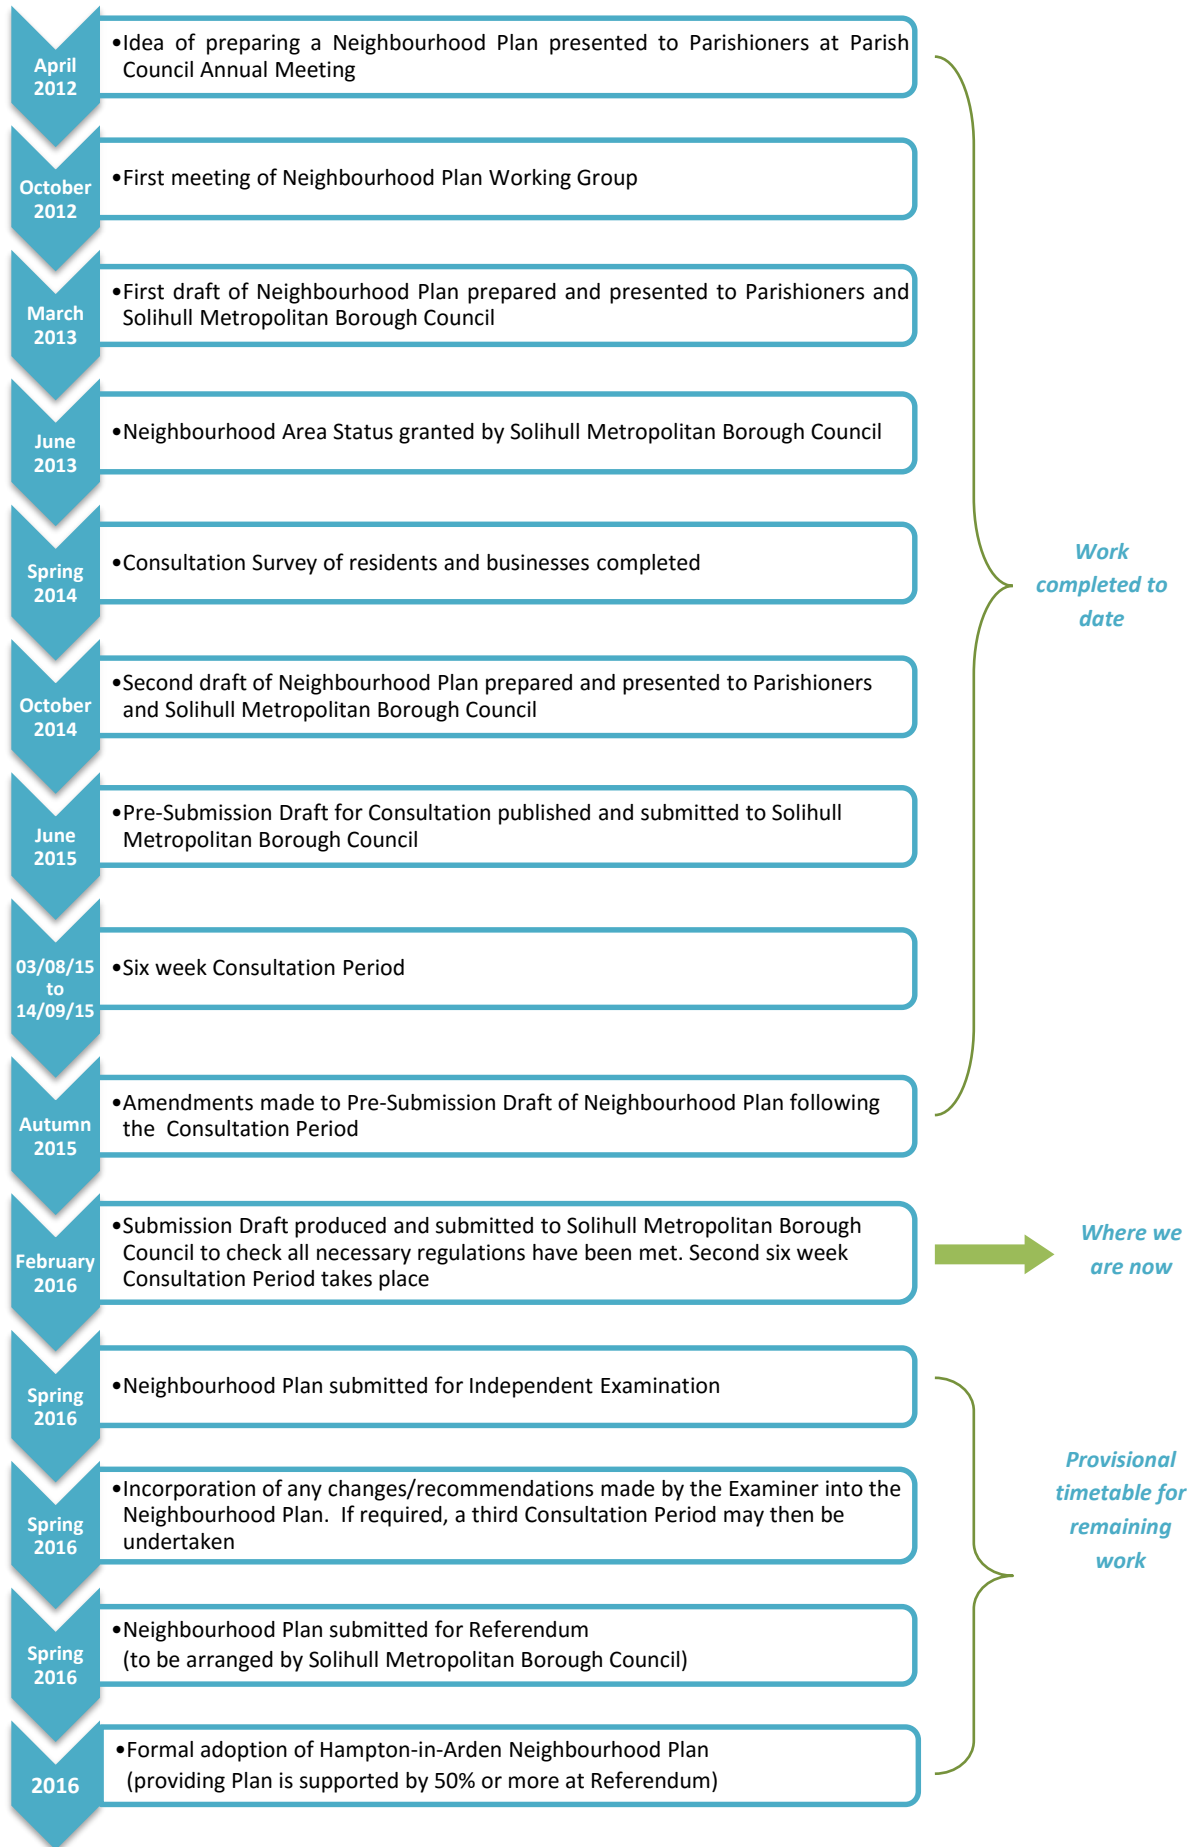 April
2012
•Idea of preparing a Neighbourhood Plan presented to Parishioners at Parish
Council Annual Meeting
October
2012
•First meeting of Neighbourhood Plan Working Group
March
2013
•First draft of Neighbourhood Plan prepared and presented to Parishioners and
Solihull Metropolitan Borough Council
June
2013
•Neighbourhood Area Status granted by Solihull Metropolitan Borough Council
Spring
2014
•Consultation Survey of residents and businesses completed
Work
completed to
date
October
2014
•Second draft of Neighbourhood Plan prepared and presented to Parishioners
and Solihull Metropolitan Borough Council
June
2015
•Pre-Submission Draft for Consultation published and submitted to Solihull
Metropolitan Borough Council
03/08/15
to
14/09/15
•Six week Consultation Period
Autumn
2015
•Amendments made to Pre-Submission Draft of Neighbourhood Plan following
the  Consultation Period
February
2016
•Submission Draft produced and submitted to Solihull Metropolitan Borough
Council to check all necessary regulations have been met. Second six week
Consultation Period takes place
Where we
are now
Spring
2016
•Neighbourhood Plan submitted for Independent Examination
Spring
2016
•Incorporation of any changes/recommendations made by the Examiner into the
Neighbourhood Plan.  If required, a third Consultation Period may then be
undertaken
Provisional
timetable for
remaining
work
Spring
2016
•Neighbourhood Plan submitted for Referendum
(to be arranged by Solihull Metropolitan Borough Council)
2016
•Formal adoption of Hampton-in-Arden Neighbourhood Plan
(providing Plan is supported by 50% or more at Referendum)